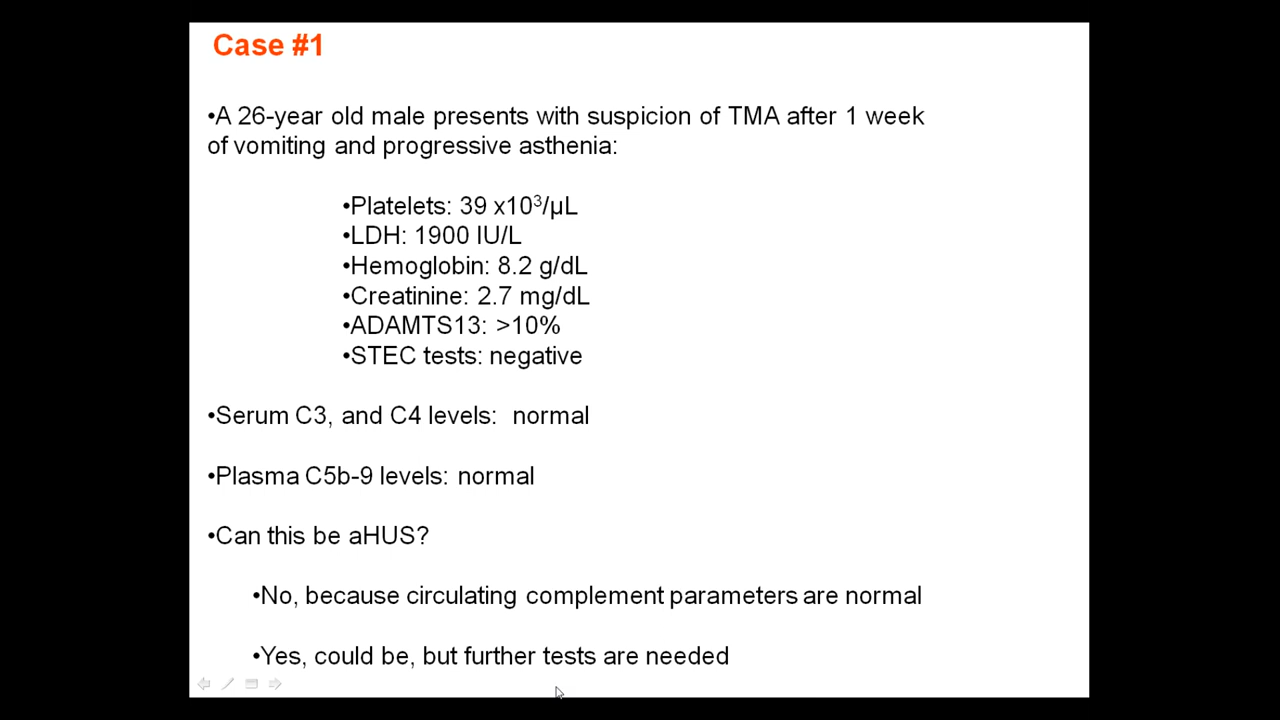 Case #1
•A 26-year old male presents with suspicion of TMA after 1 week
of vomiting and progressive asthenia:
•Platelets: 39 x10³/µL
•LDH: 1900 IU/L
•Hemoglobin: 8.2 g/dL
•Creatinine: 2.7 mg/dL
•ADAMTS13: >10%
•STEC tests: negative
•Serum C3, and C4 levels:  normal
•Plasma C5b-9 levels: normal
•Can this be aHUS?
•No, because circulating complement parameters are normal
•Yes, could be, but further tests are needed